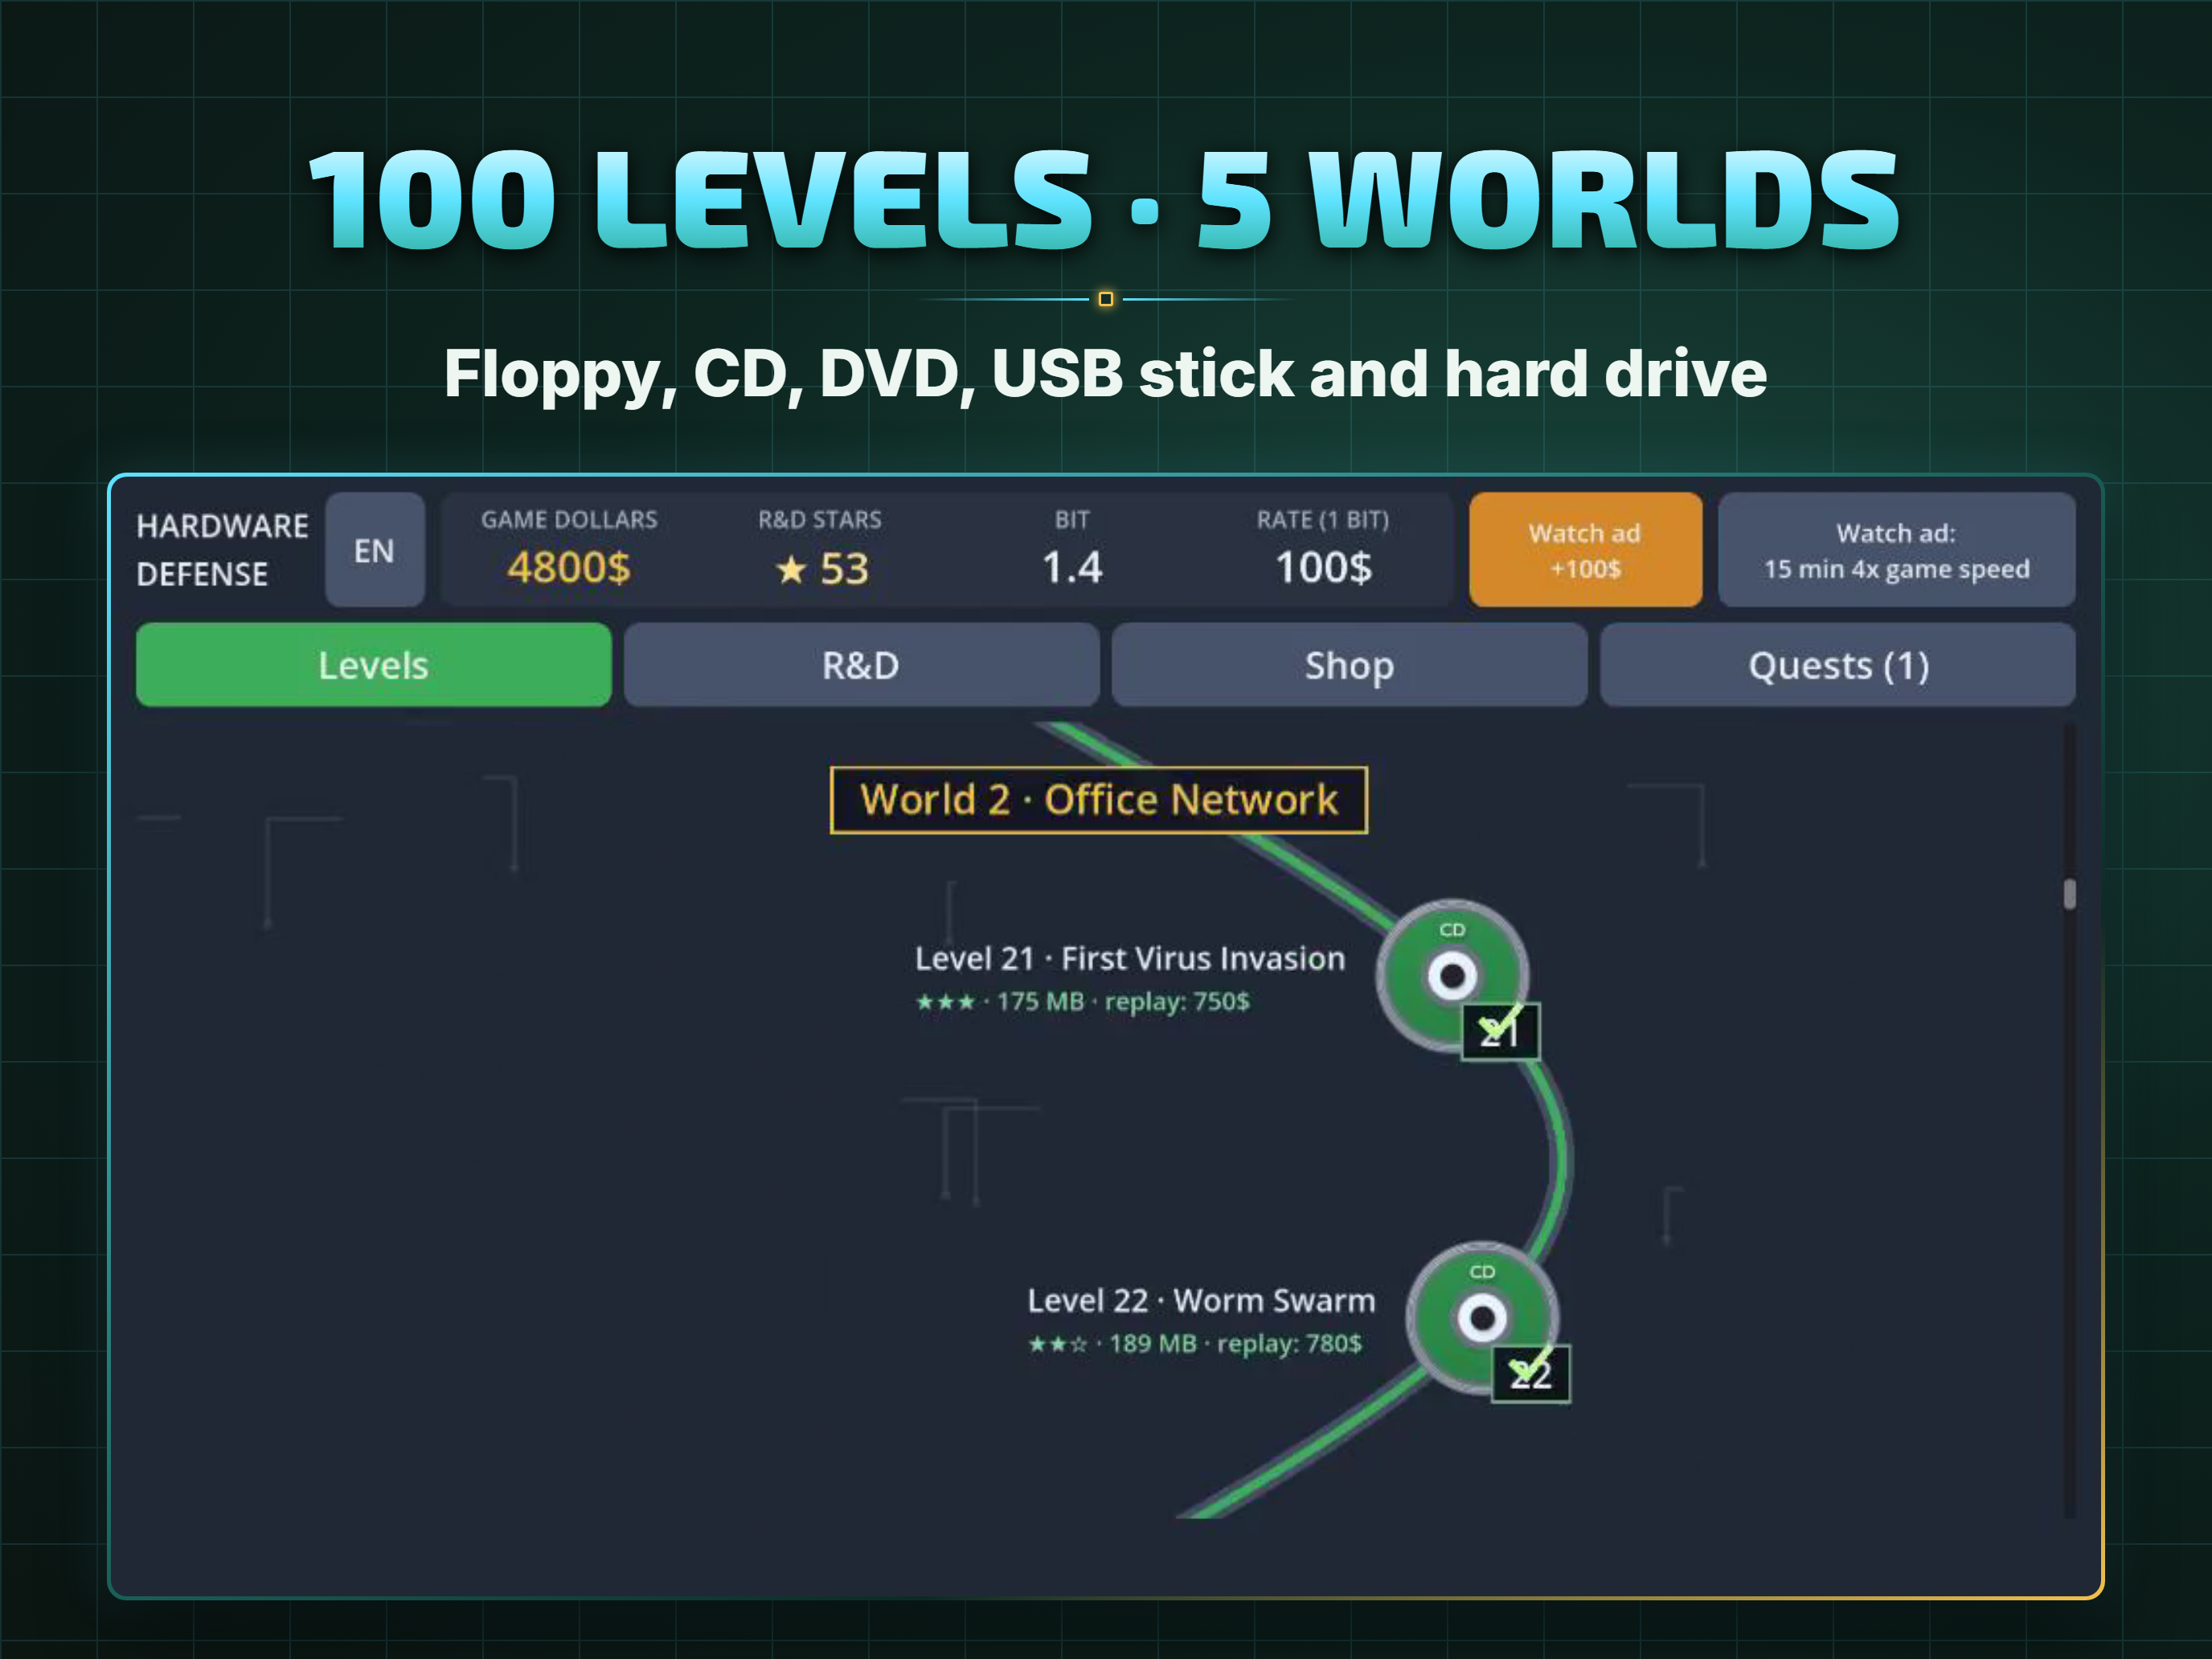 100 LEVELS · 5 WORLDS
Floppy, CD, DVD, USB stick and hard drive
HARDWARE
DEFENSE
EN
GAME DOLLARS
4800$
R&D STARS
★ 53
BIT
1.4
RATE (1 BIT)
100$
Watch ad
+100$
Watch ad:
15 min 4x game speed
Levels
R&D
Shop
Quests (1)
World 2 · Office Network
CD
Level 21 · First Virus Invasion
★★★ · 175 MB · replay: 750$
21
CD
Level 22 · Worm Swarm
★★☆ · 189 MB · replay: 780$
22